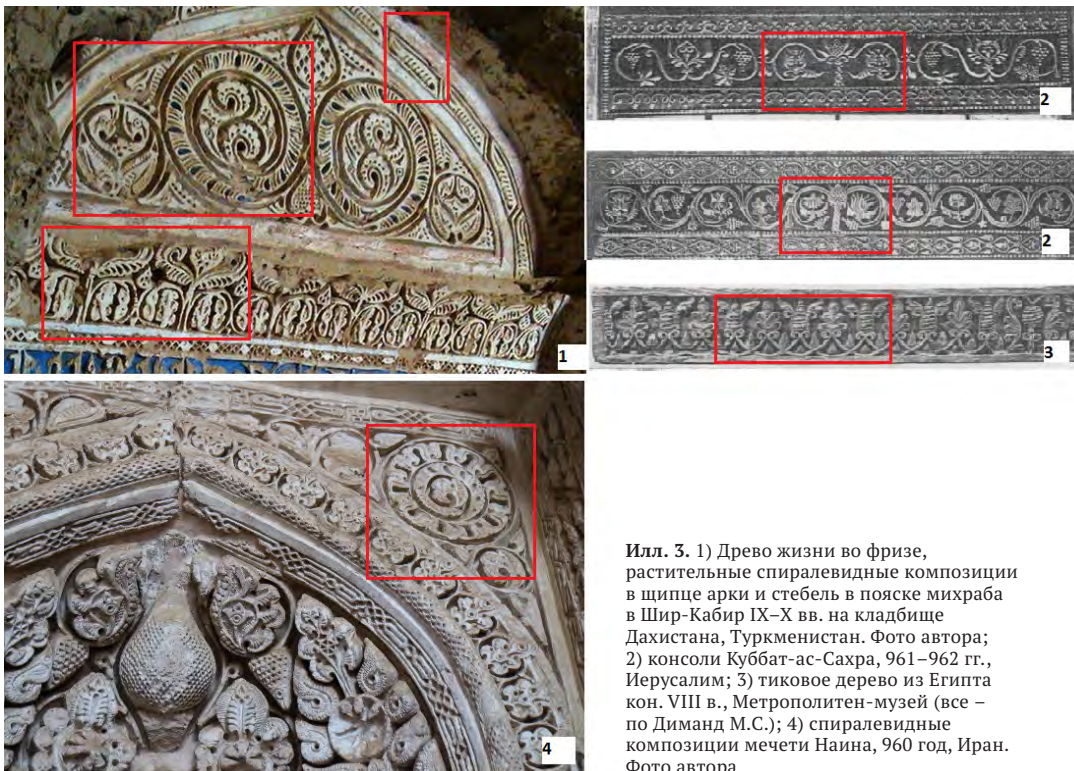 2
2
1
3
4
Илл. 3. 1) Древо жизни во фризе,
растительные спиралевидные композиции
в щипце арки и стебель в пояске михраба
в Шир-Кабир IX–X вв. на кладбище
Дахистана, Туркменистан. Фото автора;
2) консоли Куббат-ас-Сахра, 961–962 гг.,
Иерусалим; 3) тиковое дерево из Египта
кон. VIII в., Метрополитен-музей (все –
по Диманд М.С.); 4) спиралевидные
композиции мечети Наина, 960 год, Иран.
Фото автора